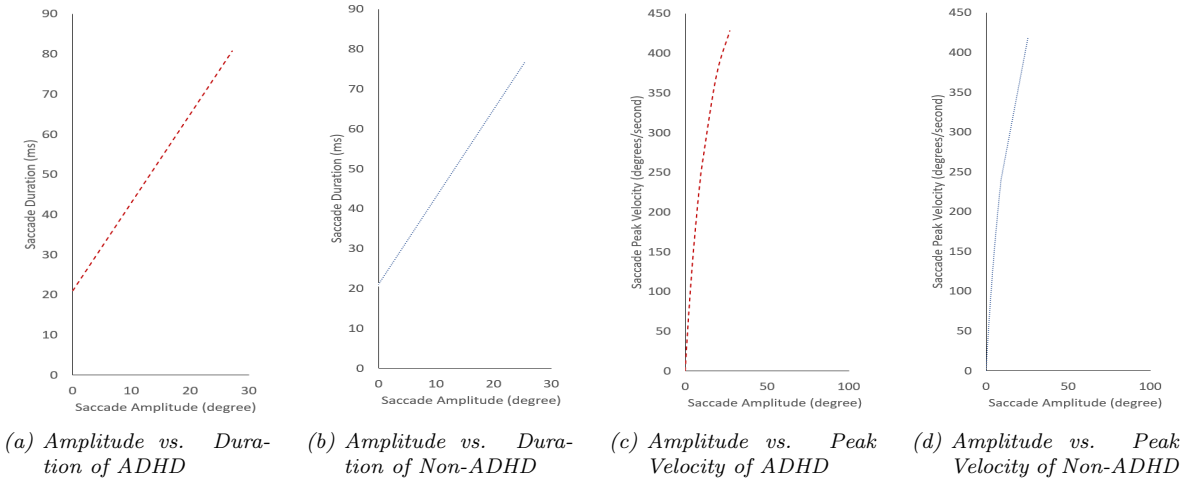 90
80
70
60
50
40
30
20
10
0
Saccade Duration (ms)
0 10 20 30
Saccade Amplitude (degree)
(a) Amplitude vs. Dura-
tion of ADHD
90
80
70
60
50
40
30
20
10
0
Saccade Duration (ms)
0 10 20 30
Saccade Amplitude (degree)
(b) Amplitude vs. Dura-
tion of Non-ADHD
450
400
350
300
250
200
150
100
50
0
Saccade Peak Velocity (degrees/second)
0 50 100
Saccade Amplitude (degree)
(c) Amplitude vs. Peak
Velocity of ADHD
450
400
350
300
250
200
150
100
50
0
Saccade Peak Velocity (degrees/second)
0 50 100
Saccade Amplitude (degree)
(d) Amplitude vs. Peak
Velocity of Non-ADHD